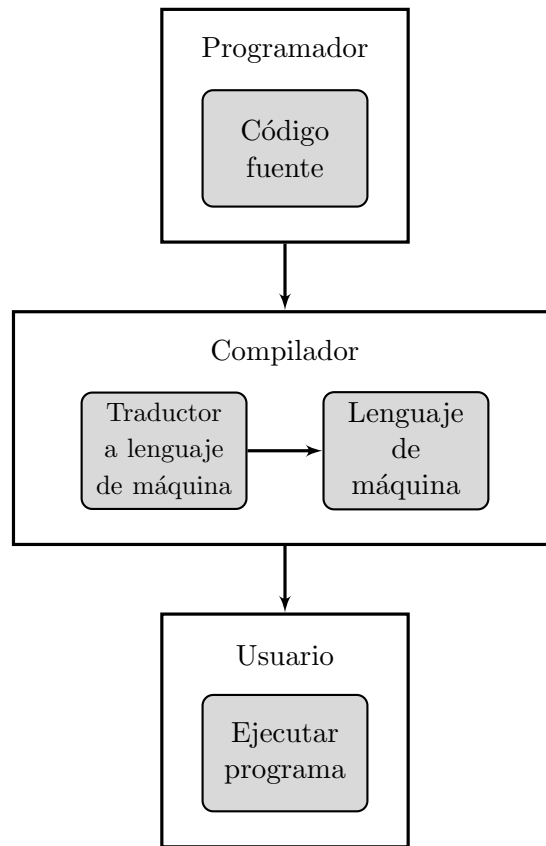 Programador
Código
fuente
Compilador
Traductor
a lenguaje
de máquina
Lenguaje
de
máquina
Usuario
Ejecutar
programa